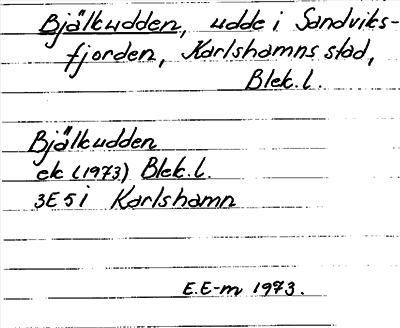 Bjälkudden, udde i Sandviks-
fjorden, Karlshamns stad,
Blek. l.
Bjälkudden
ek (1973) Blek. l.
3E 5 i Karlshamn
E.E-m 1973.